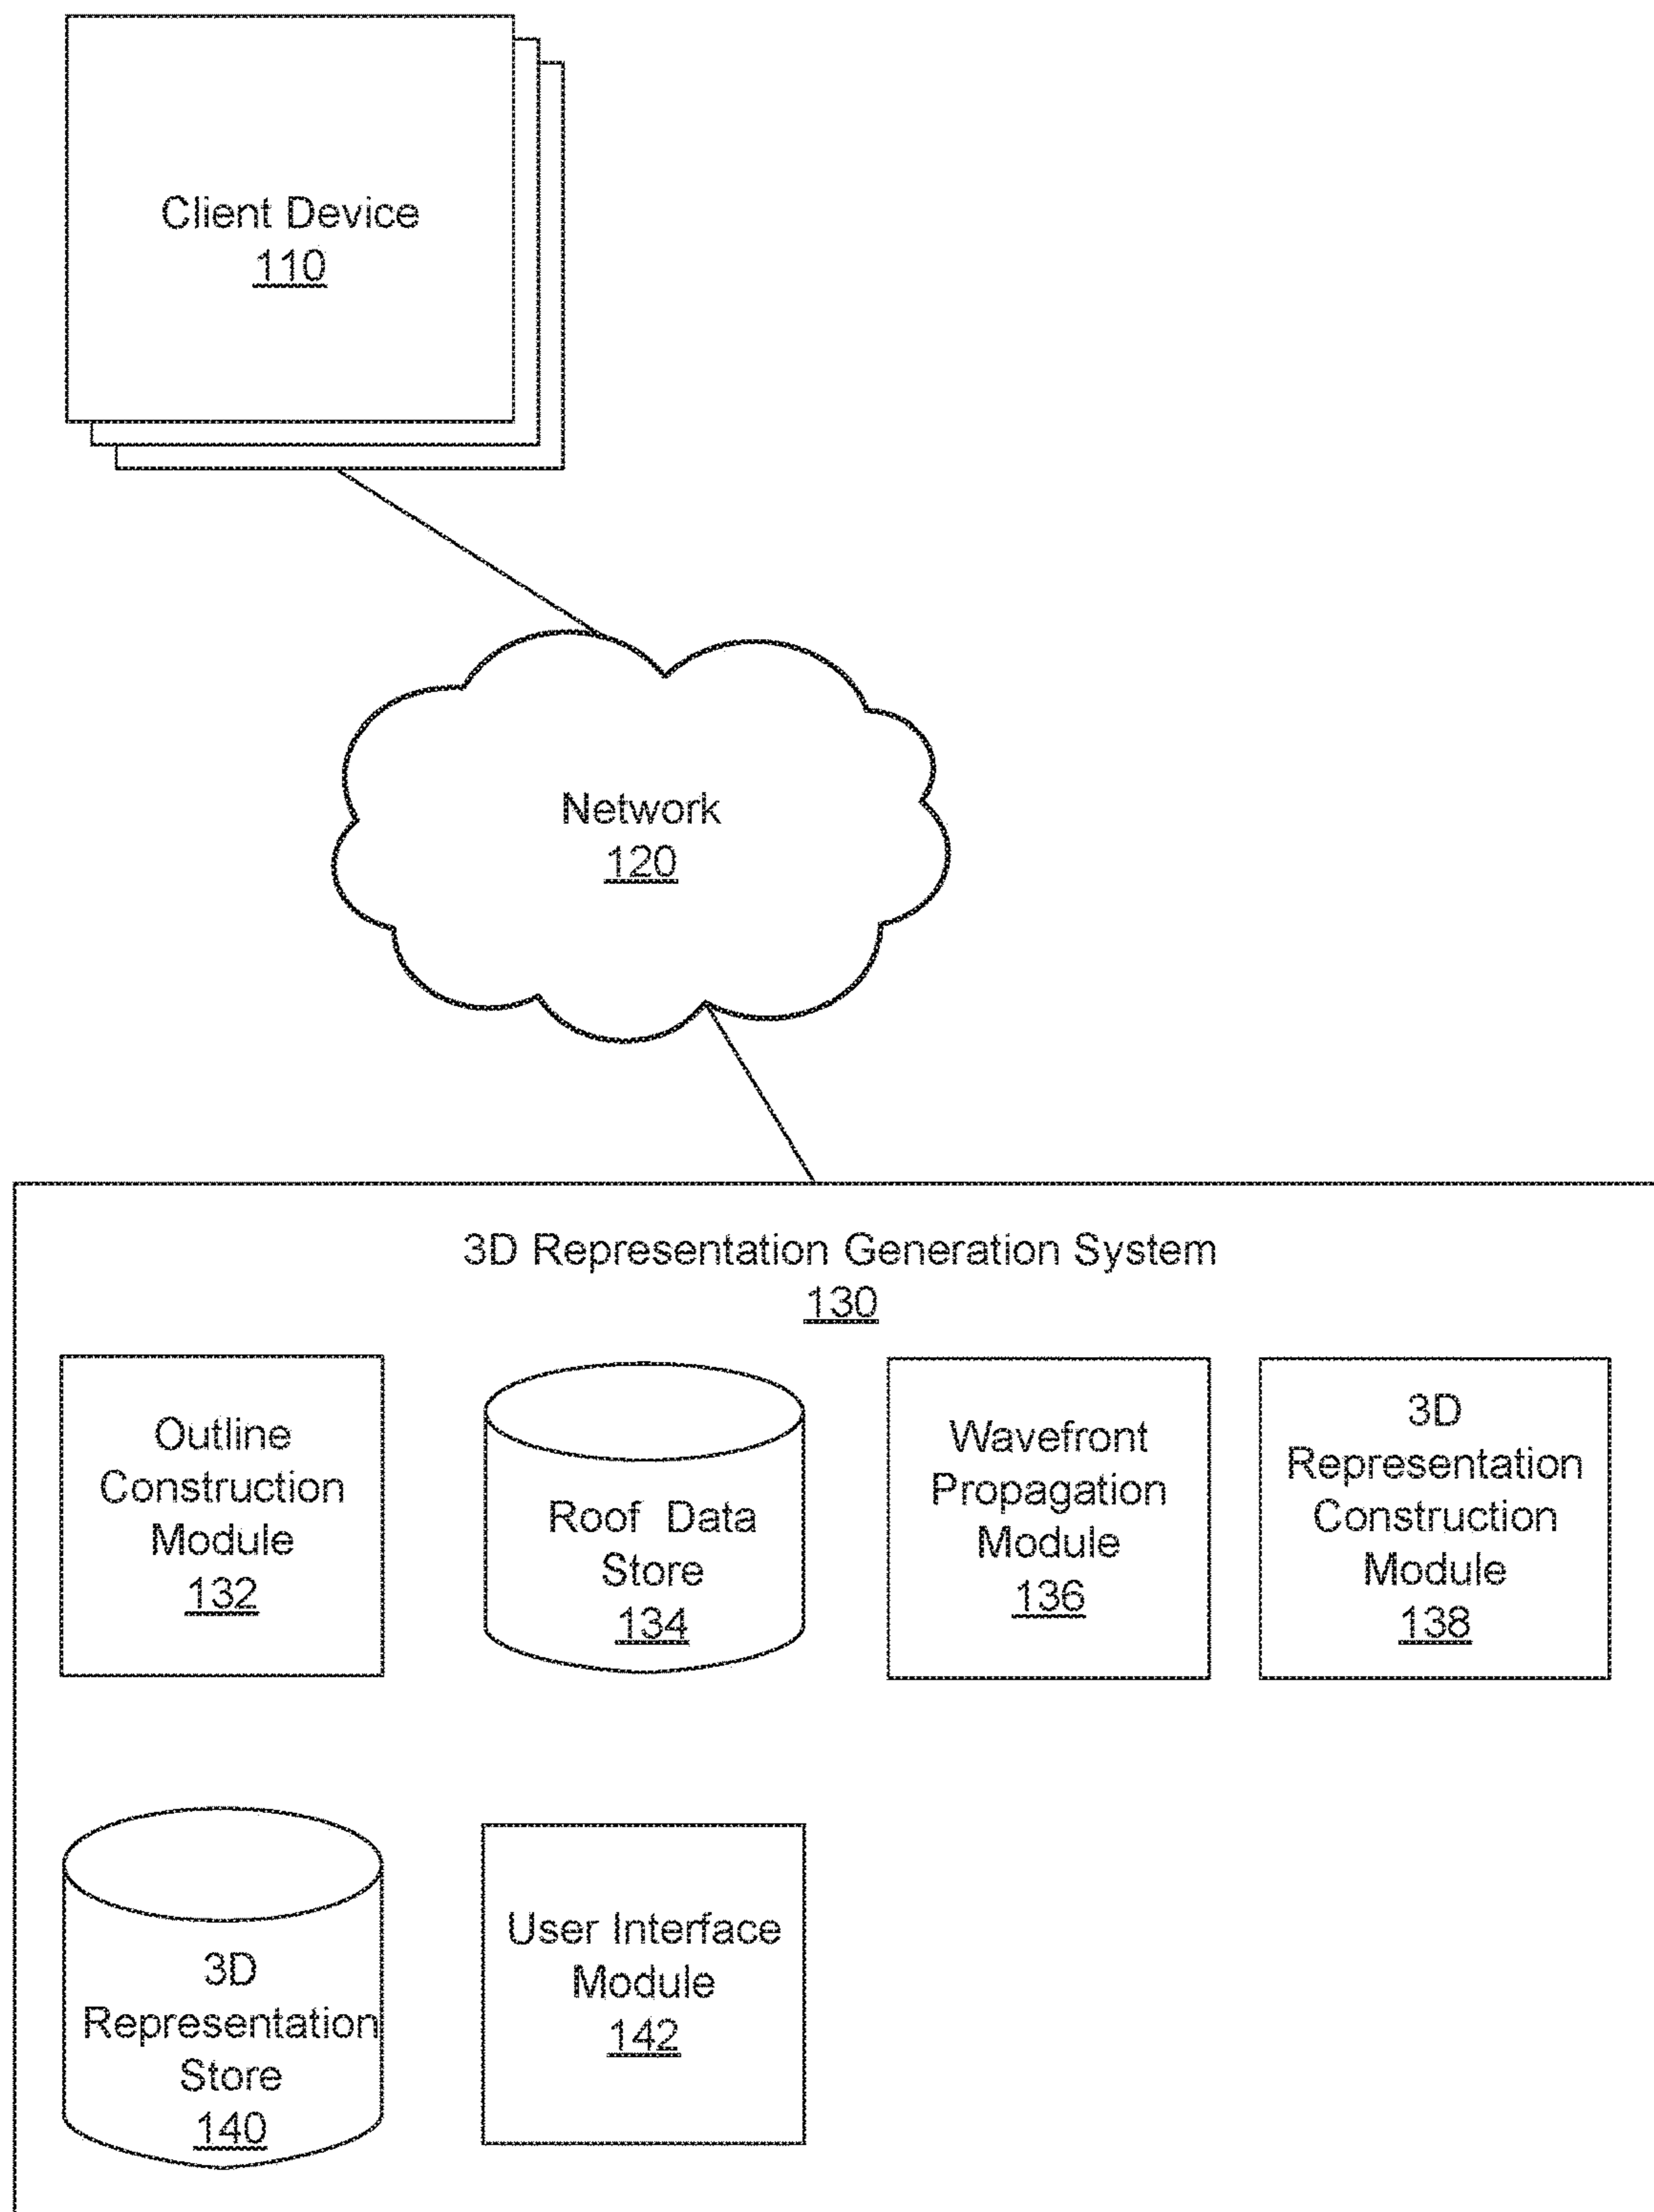 Client Device
110
Network
120
3D Representation Generation System
130
Outline
Construction
Module
132
Roof Data
Store
134
Wavefront
Propagation
Module
136
3D
Representation
Construction
Module
138
3D
Representation
Store
140
User Interface
Module
142